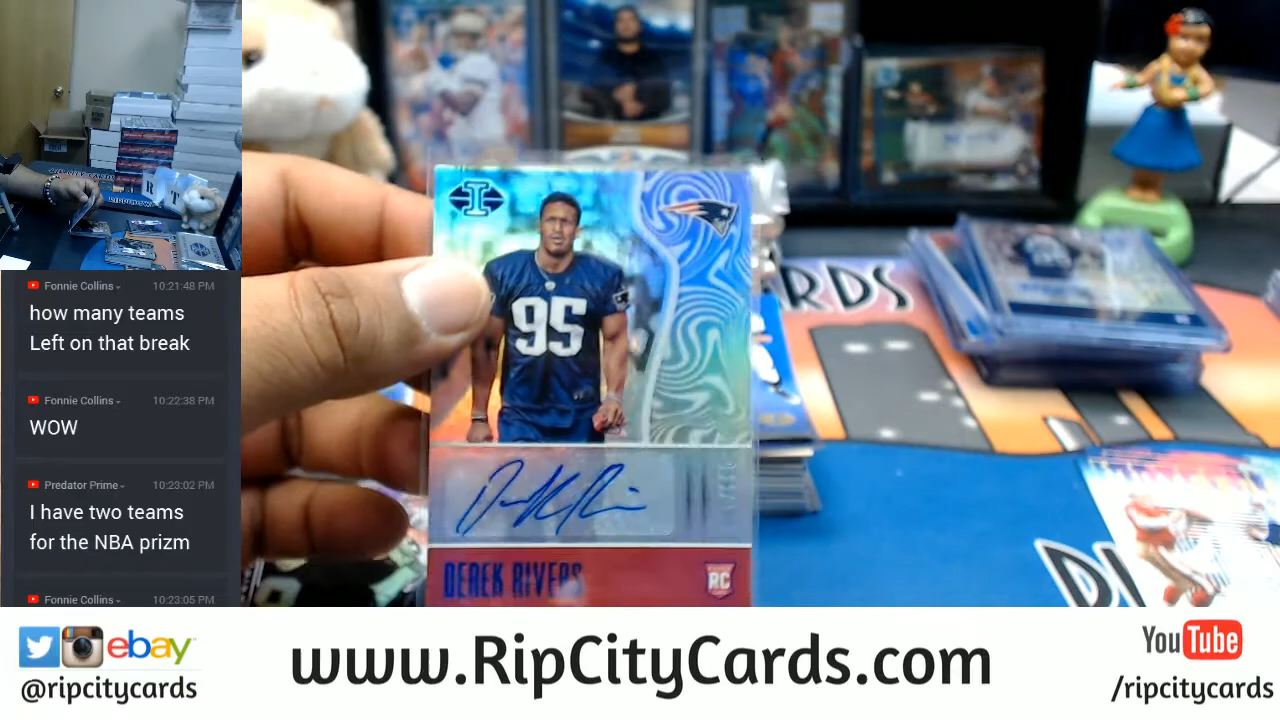 Fonnie Collins 10:21:48 PM
how many teams
Left on that break
Fonnie Collins 10:22:38 PM
WOW
Predator Prime 10:23:02 PM
I have two teams
for the NBA prizm
Fonnie Collins 10:23:05 PM
R T
I
95
DEREK RIVERS
RC
RDS
ebay
@ripcitycards
www.RipCityCards.com
YouTube
/ripcitycards